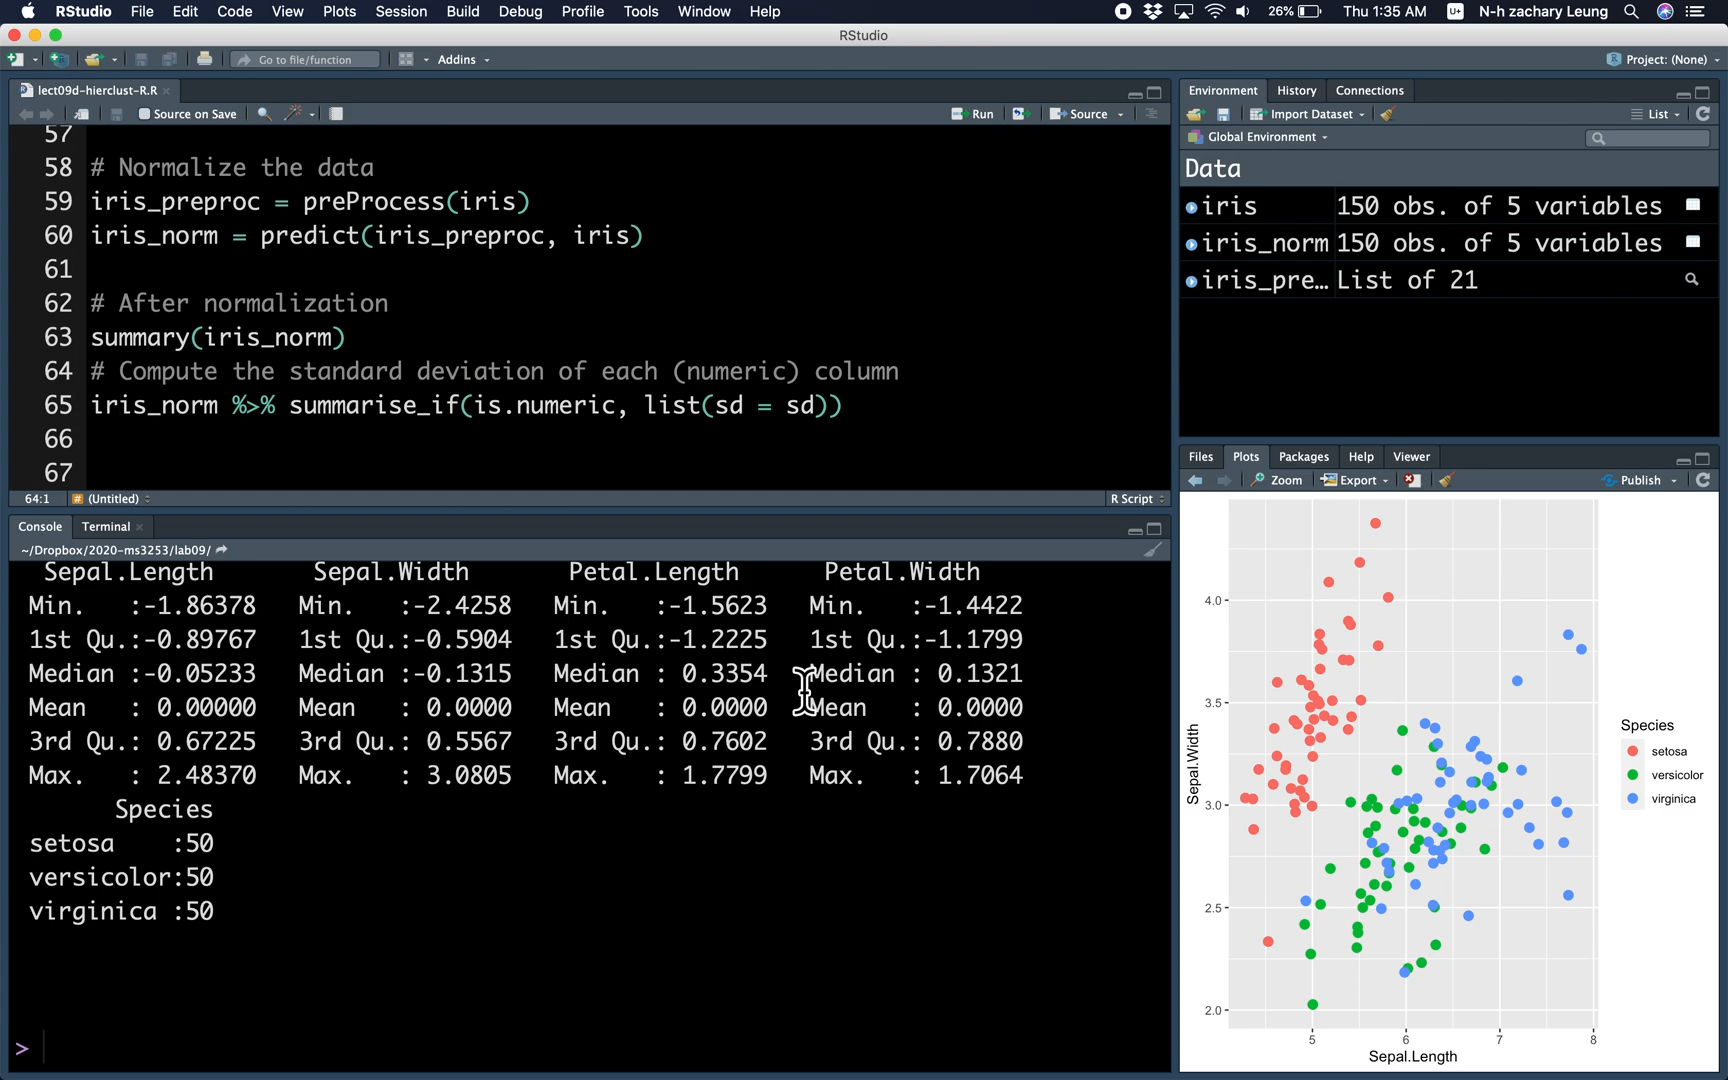 RStudio File Edit Code View Plots Session Build Debug Profile Tools Window Help 26% Thu 1:35 AM U+ N-h zachary Leung
RStudio
Go to file/function Addins Project: (None)
lect09d-hierclust-R.R
Source on Save Run Source
57
58 # Normalize the data
59 iris_preproc = preProcess(iris)
60 iris_norm = predict(iris_preproc, iris)
61
62 # After normalization
63 summary(iris_norm)
64 # Compute the standard deviation of each (numeric) column
65 iris_norm %>% summarise_if(is.numeric, list(sd = sd))
66
67
64:1 # (Untitled) R Script
Console Terminal
~/Dropbox/2020-ms3253/lab09/
Sepal.Length Sepal.Width Petal.Length Petal.Width
Min. :-1.86378 Min. :-2.4258 Min. :-1.5623 Min. :-1.4422
1st Qu.:-0.89767 1st Qu.:-0.5904 1st Qu.:-1.2225 1st Qu.:-1.1799
Median :-0.05233 Median :-0.1315 Median : 0.3354 Median : 0.1321
Mean : 0.00000 Mean : 0.0000 Mean : 0.0000 Mean : 0.0000
3rd Qu.: 0.67225 3rd Qu.: 0.5567 3rd Qu.: 0.7602 3rd Qu.: 0.7880
Max. : 2.48370 Max. : 3.0805 Max. : 1.7799 Max. : 1.7064
Species
setosa :50
versicolor:50
virginica :50
>
Environment History Connections
Import Dataset List
Global Environment
Data
iris 150 obs. of 5 variables
iris_norm 150 obs. of 5 variables
iris_pre… List of 21
Files Plots Packages Help Viewer
Zoom Export Publish
4.0
3.5
3.0
2.5
2.0
Sepal.Width
5 6 7 8
Sepal.Length
Species
setosa
versicolor
virginica